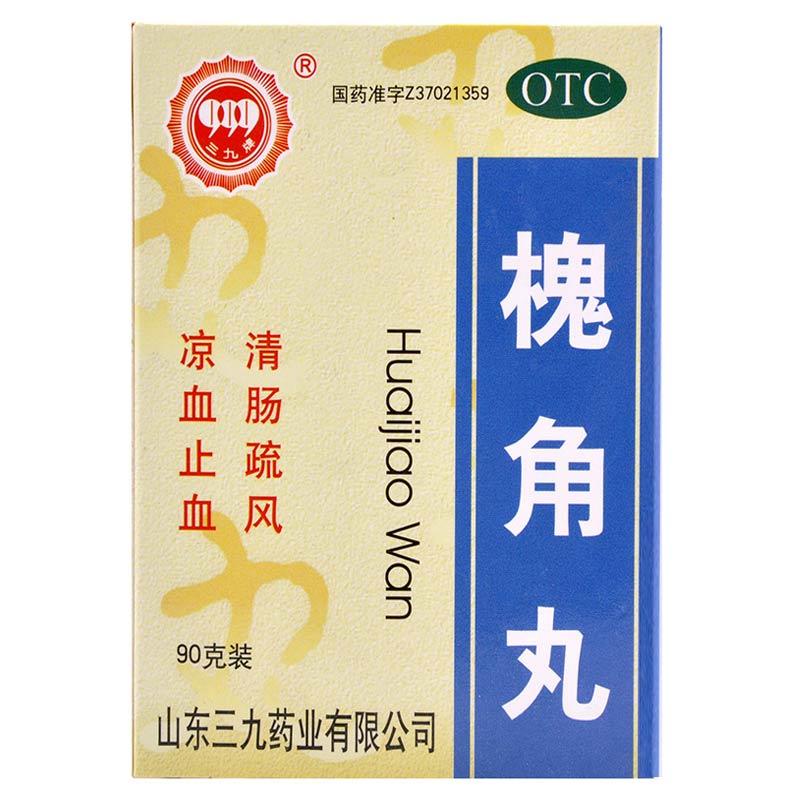 ®
999
三九牌
国药准字Z37021359
OTC
槐角丸
Huaijiao Wan
清肠疏风
凉血止血
90克装
山东三九药业有限公司